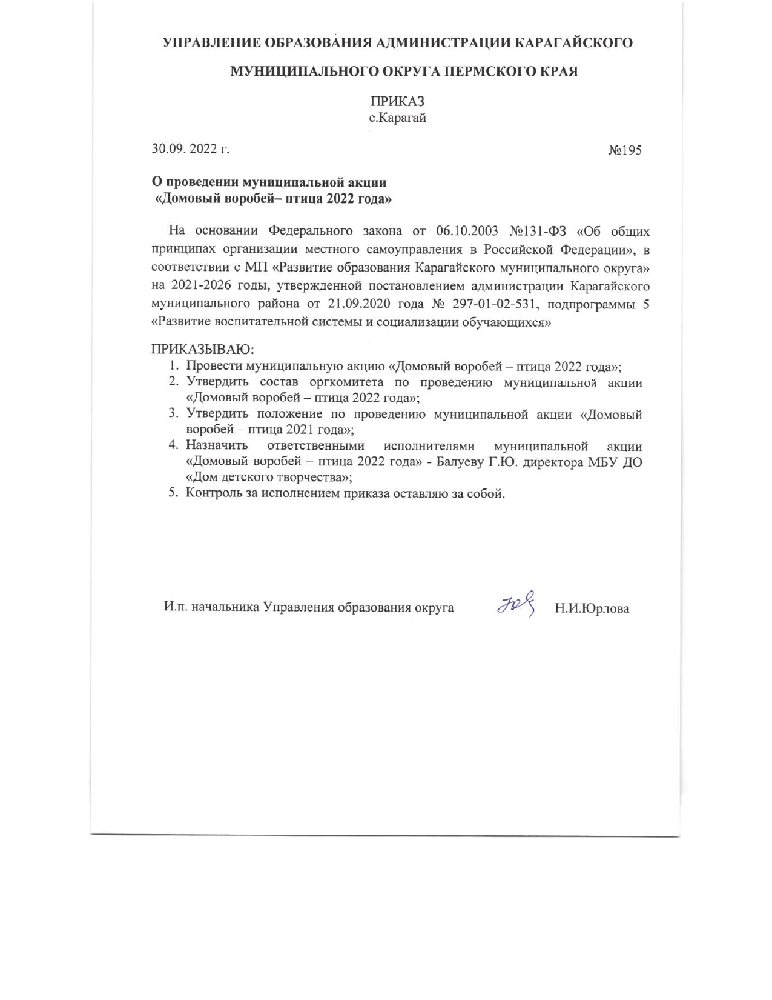 УПРАВЛЕНИЕ ОБРАЗОВАНИЯ АДМИНИСТРАЦИИ КАРАГАЙСКОГО
МУНИЦИПАЛЬНОГО ОКРУГА ПЕРМСКОГО КРАЯ
ПРИКАЗ
с.Карагай
30.09. 2022 г. №195
О проведении муниципальной акции
«Домовый воробей– птица 2022 года»
На основании Федерального закона от 06.10.2003 №131-ФЗ «Об общих
принципах организации местного самоуправления в Российской Федерации», в
соответствии с МП «Развитие образования Карагайского муниципального округа»
на 2021-2026 годы, утвержденной постановлением администрации Карагайского
муниципального района от 21.09.2020 года № 297-01-02-531, подпрограммы 5
«Развитие воспитательной системы и социализации обучающихся»
ПРИКАЗЫВАЮ:
1. Провести муниципальную акцию «Домовый воробей – птица 2022 года»;
2. Утвердить состав оргкомитета по проведению муниципальной акции
«Домовый воробей – птица 2022 года»;
3. Утвердить положение по проведению муниципальной акции «Домовый
воробей – птица 2021 года»;
4. Назначить ответственными исполнителями муниципальной акции
«Домовый воробей – птица 2022 года» - Балуеву Г.Ю. директора МБУ ДО
«Дом детского творчества»;
5. Контроль за исполнением приказа оставляю за собой.
И.п. начальника Управления образования округа Н.И.Юрлова